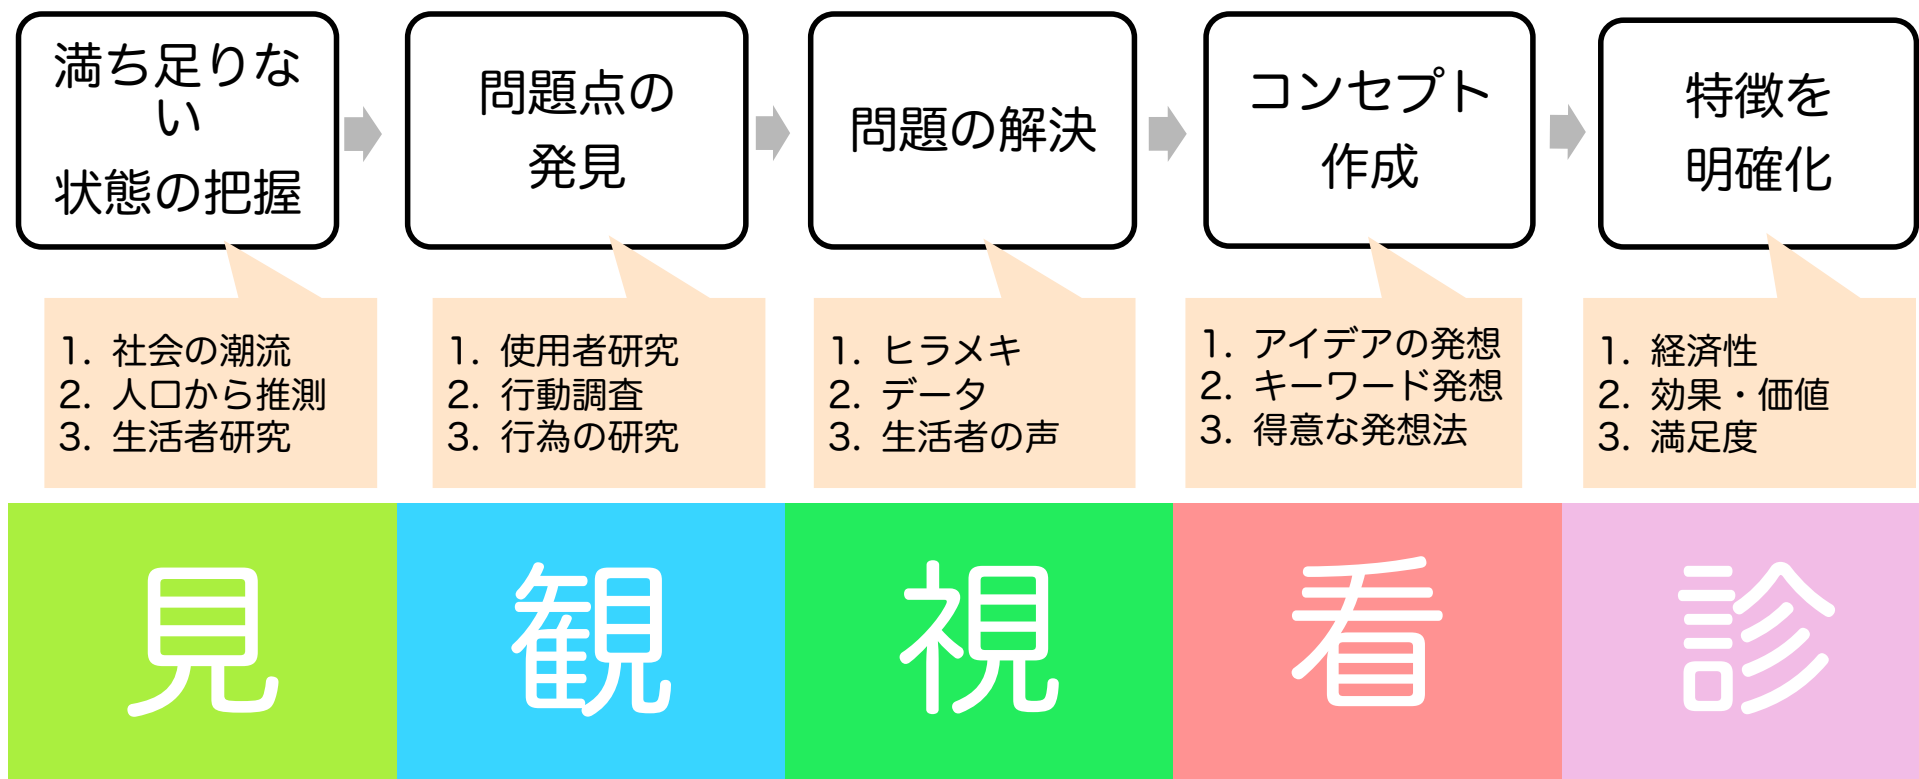 満ち足りな
い
状態の把握
問題点の
発見
問題の解決
コンセプト
作成
特徴を
明確化
1. 社会の潮流
2. 人口から推測
3. 生活者研究
1. 使用者研究
2. 行動調査
3. 行為の研究
1. ヒラメキ
2. データ
3. 生活者の声
1. アイデアの発想
2. キーワード発想
3. 得意な発想法
1. 経済性
2. 効果・価値
3. 満足度
見
観
視
看
診